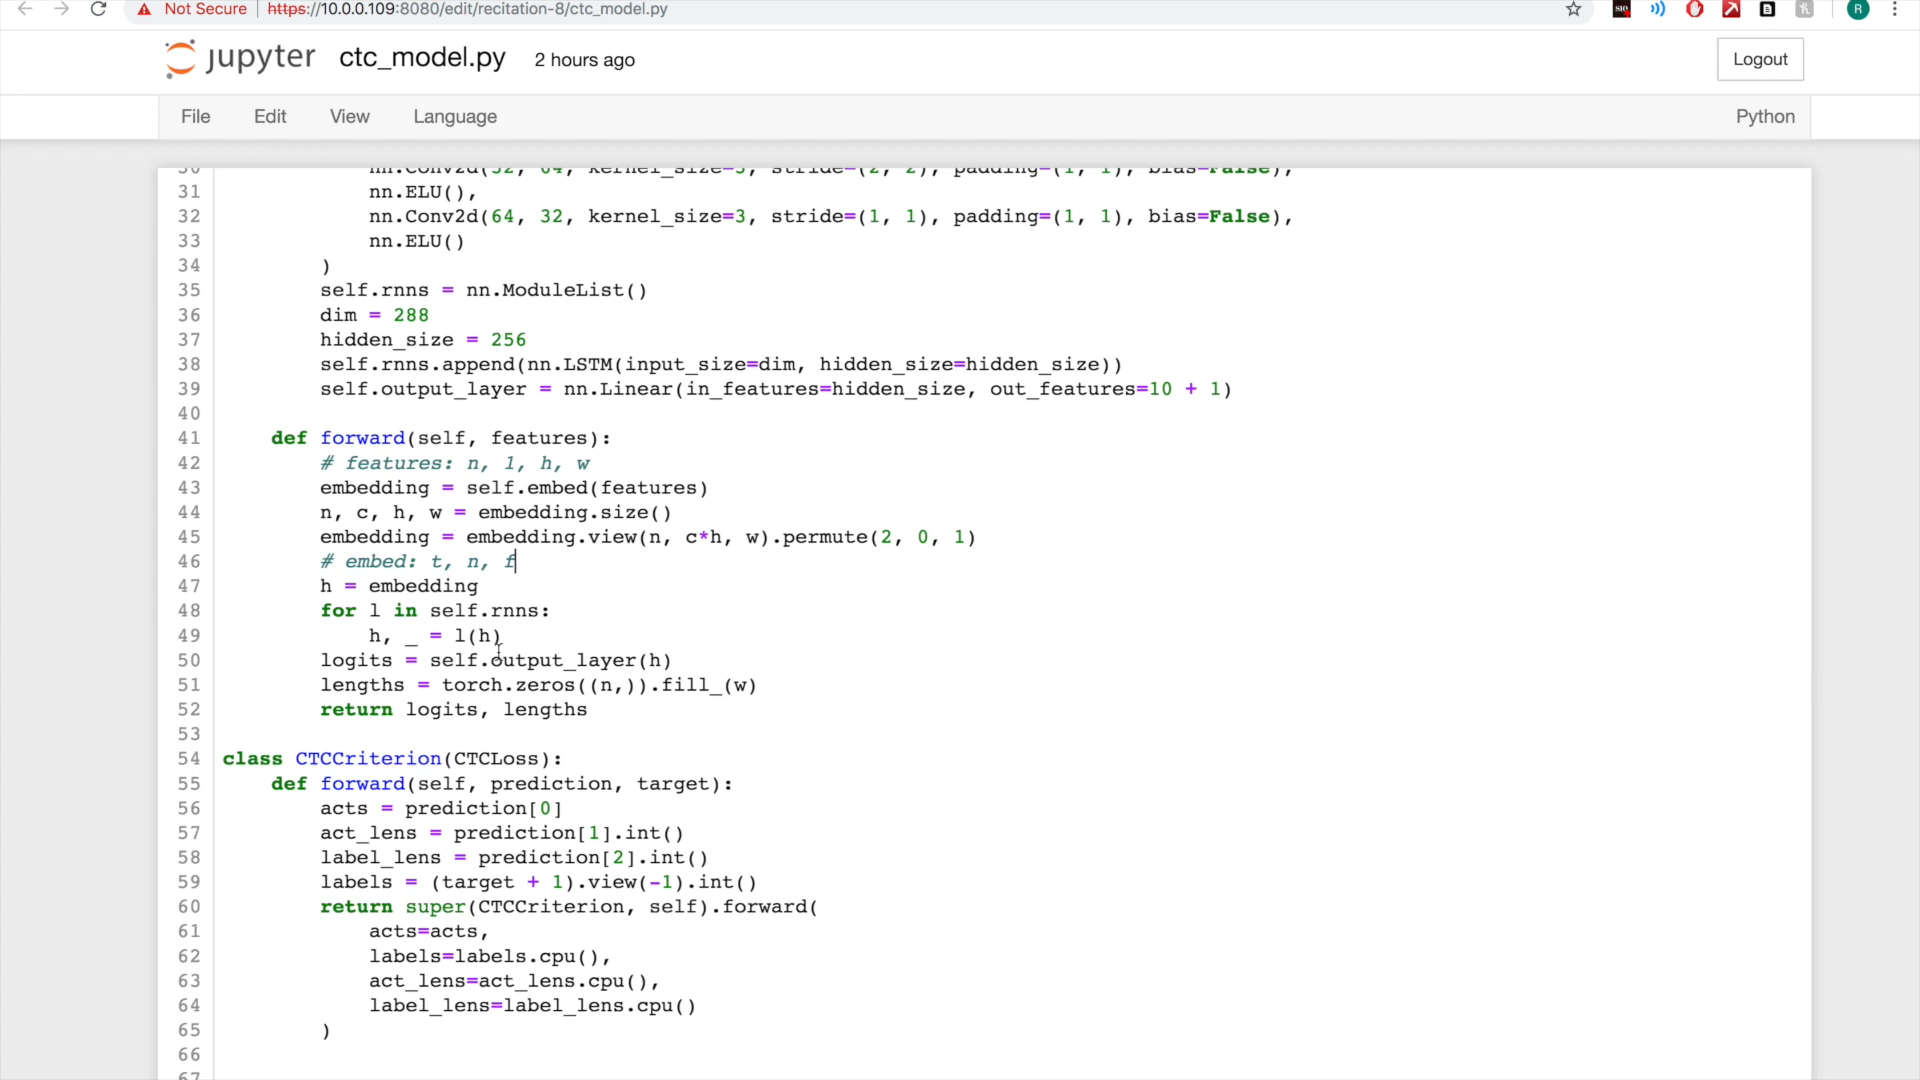 Not Secure https://10.0.0.109:8080/edit/recitation-8/ctc_model.py
jupyter ctc_model.py 2 hours ago Logout
File Edit View Language Python
30 nn.Conv2d(32, 64, kernel_size=3, stride=(2, 2), padding=(1, 1), bias=False),
31 nn.ELU(),
32 nn.Conv2d(64, 32, kernel_size=3, stride=(1, 1), padding=(1, 1), bias=False),
33 nn.ELU()
34 )
35 self.rnns = nn.ModuleList()
36 dim = 288
37 hidden_size = 256
38 self.rnns.append(nn.LSTM(input_size=dim, hidden_size=hidden_size))
39 self.output_layer = nn.Linear(in_features=hidden_size, out_features=10 + 1)
40
41 def forward(self, features):
42 # features: n, 1, h, w
43 embedding = self.embed(features)
44 n, c, h, w = embedding.size()
45 embedding = embedding.view(n, c*h, w).permute(2, 0, 1)
46 # embed: t, n, f
47 h = embedding
48 for l in self.rnns:
49 h, _ = l(h)
50 logits = self.output_layer(h)
51 lengths = torch.zeros((n,)).fill_(w)
52 return logits, lengths
53
54 class CTCCriterion(CTCLoss):
55 def forward(self, prediction, target):
56 acts = prediction[0]
57 act_lens = prediction[1].int()
58 label_lens = prediction[2].int()
59 labels = (target + 1).view(-1).int()
60 return super(CTCCriterion, self).forward(
61 acts=acts,
62 labels=labels.cpu(),
63 act_lens=act_lens.cpu(),
64 label_lens=label_lens.cpu()
65 )
66
67